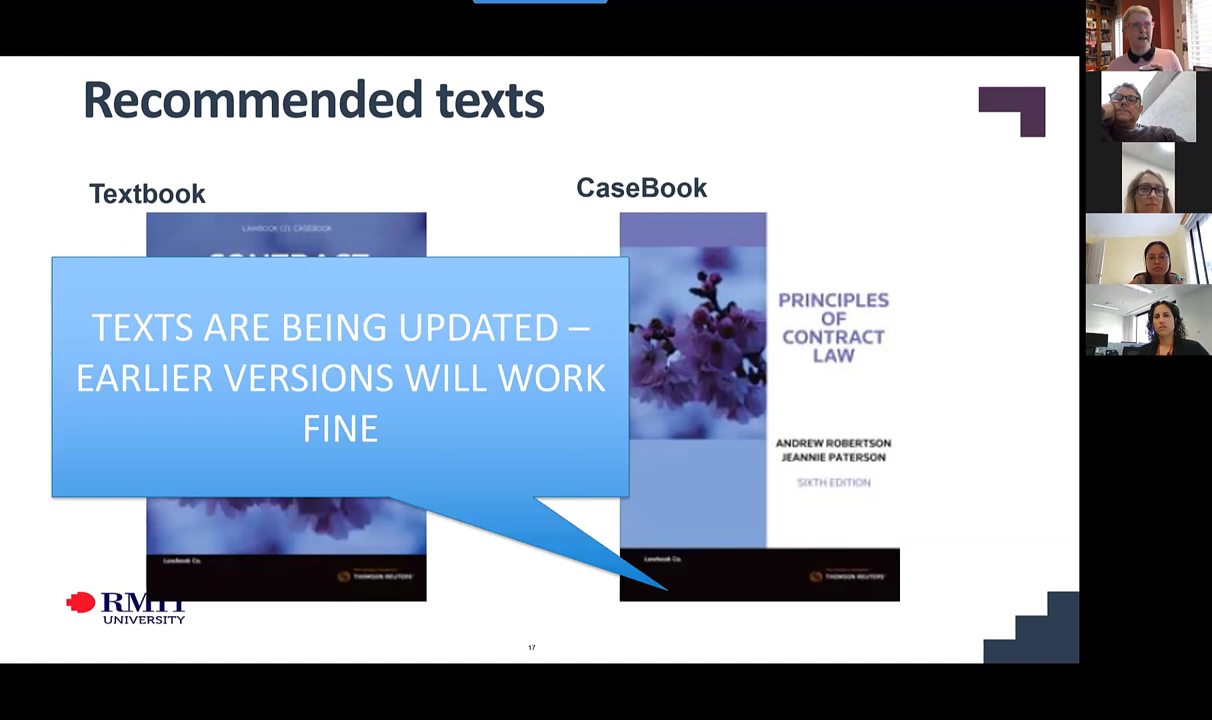 Recommended texts
Textbook
CaseBook
LAWBOOK CO. CASEBOOK
CONTRACT
TEXTS ARE BEING UPDATED –
EARLIER VERSIONS WILL WORK
FINE
PRINCIPLES
OF
CONTRACT
LAW
ANDREW ROBERTSON
JEANNIE PATERSON
SIXTH EDITION
Lawbook Co.
THOMSON REUTERS
Lawbook Co.
THOMSON REUTERS
RMIT
UNIVERSITY
17